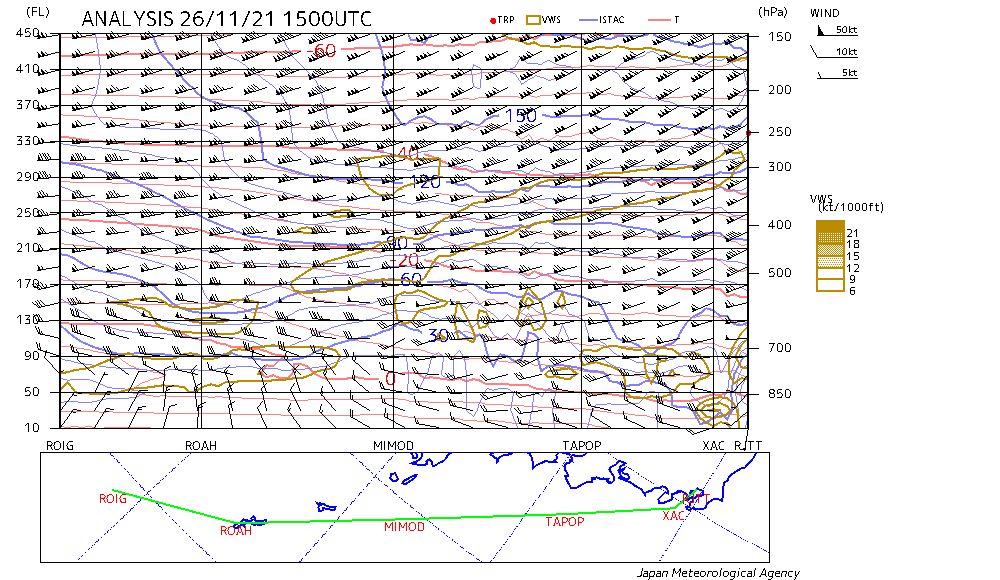 (FL) ANALYSIS 26/11/21 1500UTC TRP VWS ISTAC T (hPa) WIND
450 150 50kt
-60 10kt
410 5kt
200
370
150
250
330
-40
300
290 120
VWS
(kt/1000ft)
250
400
21
90 18
210 15
-20 12
500
60 9
170 6
130
30
90 700
0
50 850
10
ROIG ROAH MIMOD TAPOP XAC RJTT
ROIG RJTT
XAC
TAPOP
MIMOD
ROAH
Japan Meteorological Agency